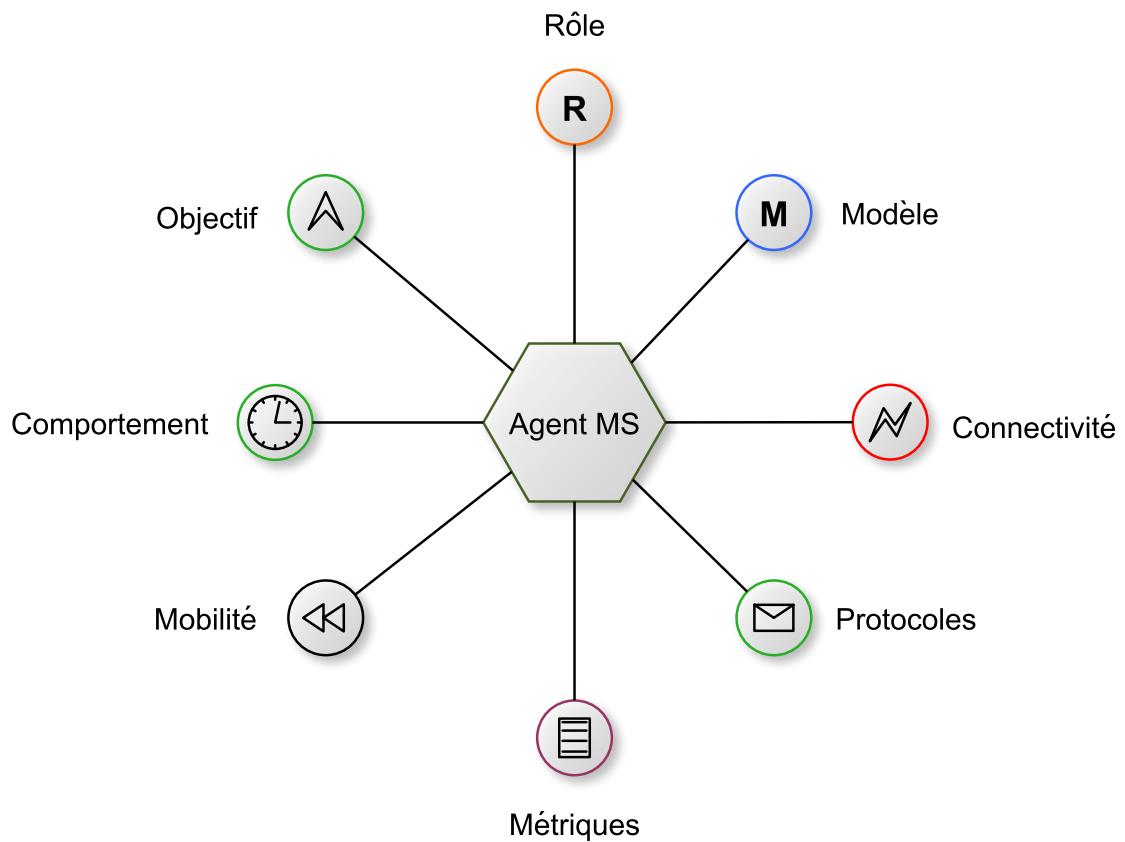 Rôle
R
Objectif
M
Modèle
Comportement
Agent MS
Connectivité
Mobilité
Protocoles
Métriques